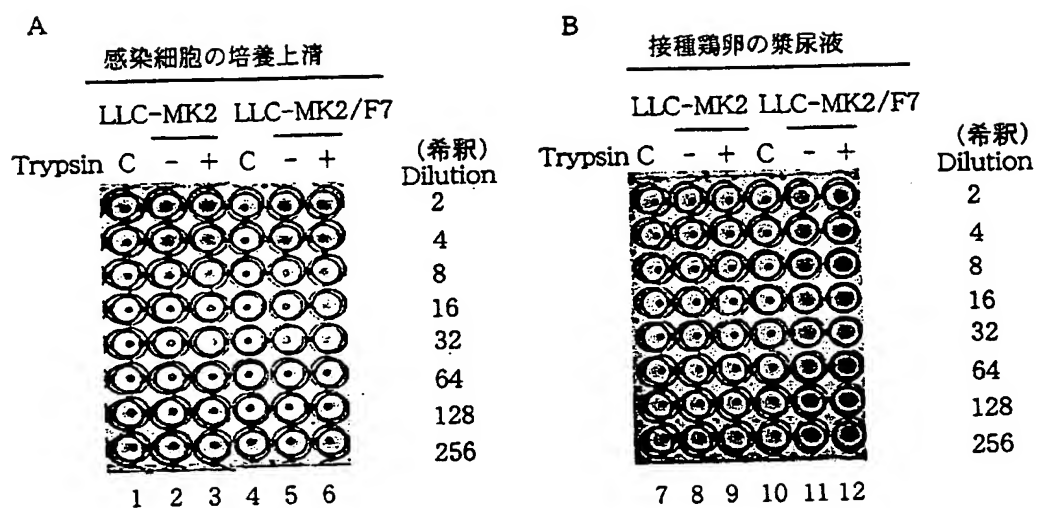 A
感染細胞の培養上清
LLC-MK2 LLC-MK2/F7
Trypsin C - + C - +
(希釈)
Dilution
2
4
8
16
32
64
128
256
1 2 3 4 5 6
B
接種鶏卵の漿尿液
LLC-MK2 LLC-MK2/F7
Trypsin C - + C - +
(希釈)
Dilution
2
4
8
16
32
64
128
256
7 8 9 10 11 12